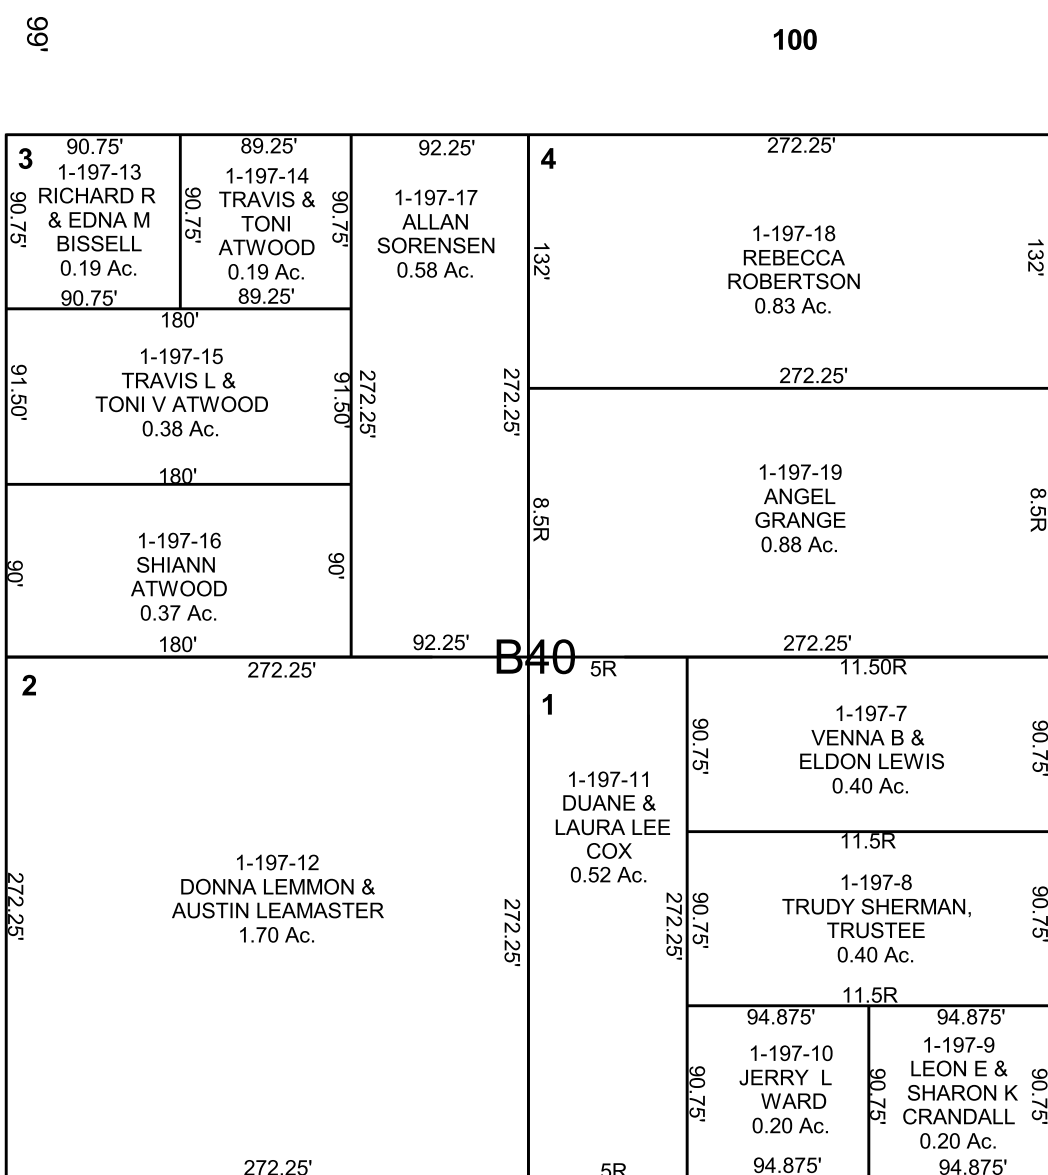 99'
100
3
90.75'
1-197-13
RICHARD R
& EDNA M
BISSELL
0.19 Ac.
90.75'
90.75'
89.25'
1-197-14
TRAVIS &
TONI
ATWOOD
0.19 Ac.
89.25'
90.75'
90.75'
92.25'
1-197-17
ALLAN
SORENSEN
0.58 Ac.
272.25'
272.25'
92.25'
180'
1-197-15
TRAVIS L &
TONI V ATWOOD
0.38 Ac.
91.50'
91.50'
180'
1-197-16
SHIANN
ATWOOD
0.37 Ac.
90'
90'
180'
4
272.25'
1-197-18
REBECCA
ROBERTSON
0.83 Ac.
132'
132'
272.25'
1-197-19
ANGEL
GRANGE
0.88 Ac.
8.5R
8.5R
272.25'
B40
2
272.25'
1-197-12
DONNA LEMMON &
AUSTIN LEAMASTER
1.70 Ac.
272.25'
272.25'
272.25'
1
5R
1-197-11
DUANE &
LAURA LEE
COX
0.52 Ac.
272.25'
5R
11.50R
1-197-7
VENNA B &
ELDON LEWIS
0.40 Ac.
90.75'
90.75'
11.5R
1-197-8
TRUDY SHERMAN,
TRUSTEE
0.40 Ac.
90.75'
90.75'
11.5R
94.875'
1-197-10
JERRY L
WARD
0.20 Ac.
90.75'
94.875'
94.875'
1-197-9
LEON E &
SHARON K
CRANDALL
0.20 Ac.
90.75'
90.75'
94.875'